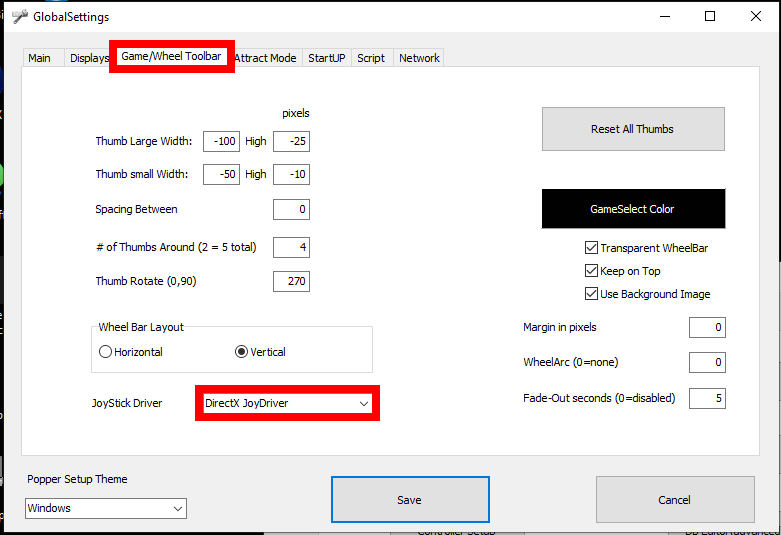 GlobalSettings
Main Displays Game/Wheel Toolbar Attract Mode StartUP Script Network
pixels
Thumb Large Width: -100 High -25
Thumb small Width: -50 High -10
Spacing Between 0
# of Thumbs Around (2 = 5 total) 4
Thumb Rotate (0,90) 270
Wheel Bar Layout
Horizontal Vertical
JoyStick Driver DirectX JoyDriver
Reset All Thumbs
GameSelect Color
Transparent WheelBar
Keep on Top
Use Background Image
Margin in pixels 0
WheelArc (0=none) 0
Fade-Out seconds (0=disabled) 5
Popper Setup Theme
Windows
Save
Cancel
Controller Setup